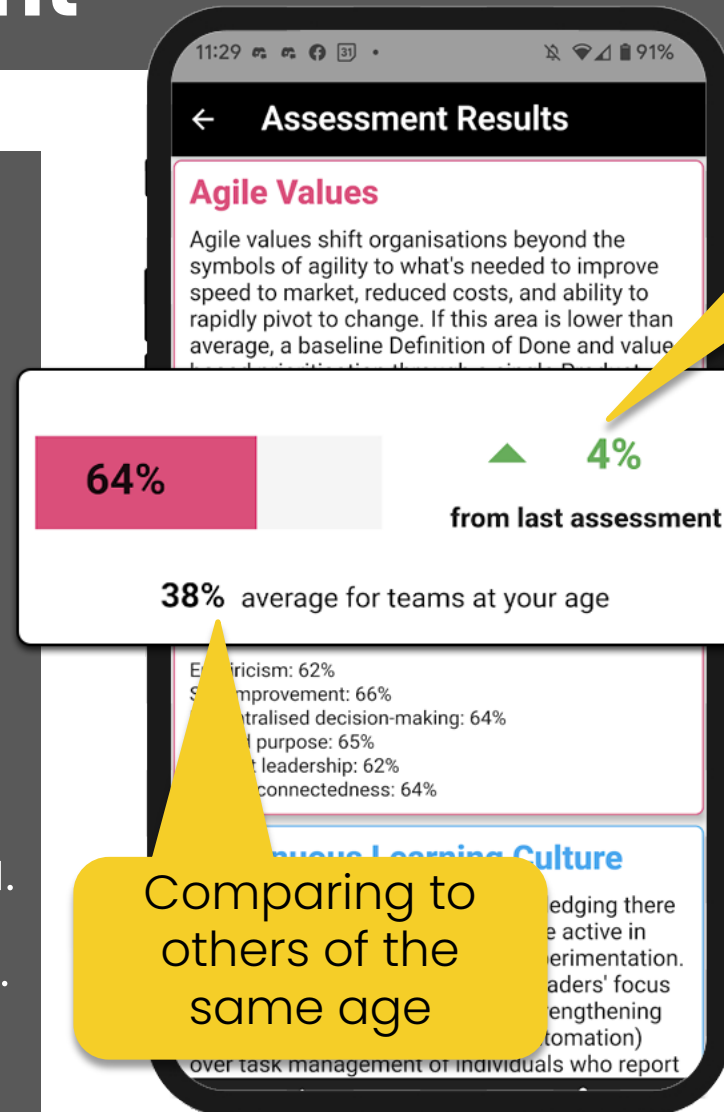 nt
11:29 31 • 91%
← Assessment Results
Agile Values
Agile values shift organisations beyond the
symbols of agility to what's needed to improve
speed to market, reduced costs, and ability to
rapidly pivot to change. If this area is lower than
average, a baseline Definition of Done and value
64%
4%
from last assessment
38% average for teams at your age
iricism: 62%
mprovement: 66%
tralised decision-making: 64%
purpose: 65%
leadership: 62%
connectedness: 64%
Culture
edging there
e active in
erimentation.
aders' focus
engthening
tomation)
over task management of individuals who report
Comparing to
others of the
same age